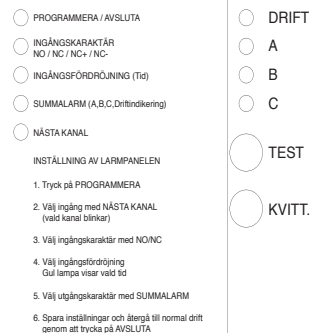 PROGRAMMERA / AVSLUTA
INGÅNGSKARAKTÄR
NO / NC / NC+ / NC-
INGÅNGSFÖRDRÖJNING (Tid)
SUMMALARM (A,B,C,Driftindikering)
NÄSTA KANAL
INSTÄLLNING AV LARMPANELEN
1. Tryck på PROGRAMMERA
2. Välj ingång med NÄSTA KANAL
(vald kanal blinkar)
3. Välj ingångskaraktär med NO/NC
4. Välj ingångsfördröjning
Gul lampa visar vald tid
5. Välj utgångskaraktär med SUMMALARM
6. Spara inställningar och återgå till normal drift
genom att trycka på AVSLUTA
DRIFT
A
B
C
TEST
KVITT.